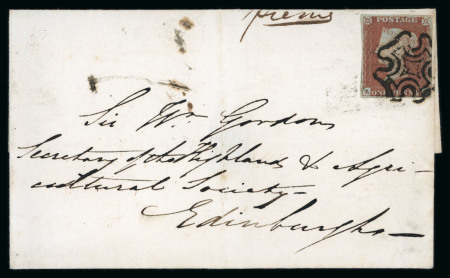 POSTAGE
Sir Wm Gordon
Secretary of the Highland & Agri-
cultural Society
Edinburgh